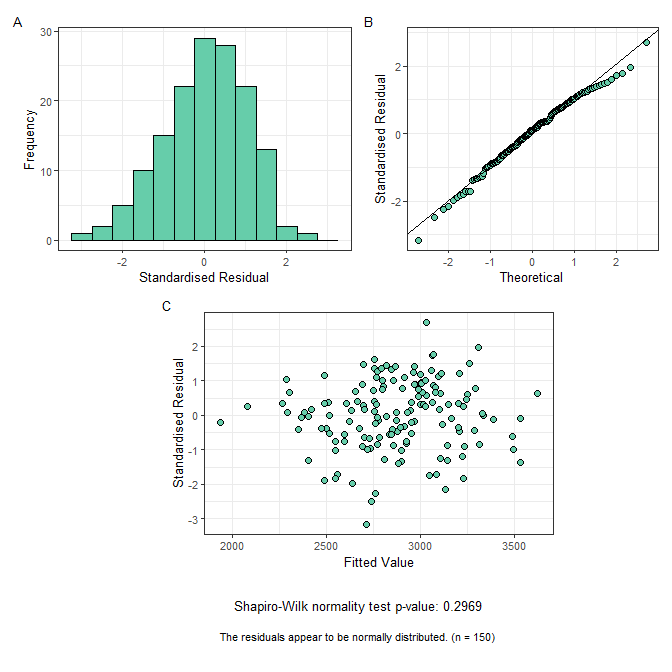 A
Frequency
30
20
10
0
-2
0
2
Standardised Residual
B
Standardised Residual
2
0
-2
-2
-1
0
1
2
Theoretical
C
Standardised Residual
2
1
0
-1
-2
-3
2000
2500
3000
3500
Fitted Value
Shapiro-Wilk normality test p-value: 0.2969
The residuals appear to be normally distributed. (n = 150)